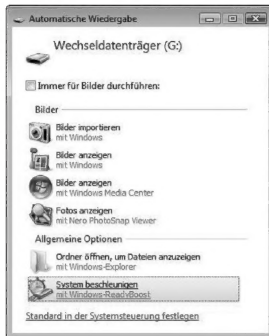 Automatische Wiedergabe
Wechseldatenträger (G:)
Immer für Bilder durchführen:
Bilder
Bilder importieren
mit Windows
Bilder anzeigen
mit Windows
Bilder anzeigen
mit Windows Media Center
Fotos anzeigen
mit Nero PhotoSnap Viewer
Allgemeine Optionen
Ordner öffnen, um Dateien anzuzeigen
mit Windows-Explorer
System beschleunigen
mit Windows-ReadyBoost
Standard in der Systemsteuerung festlegen